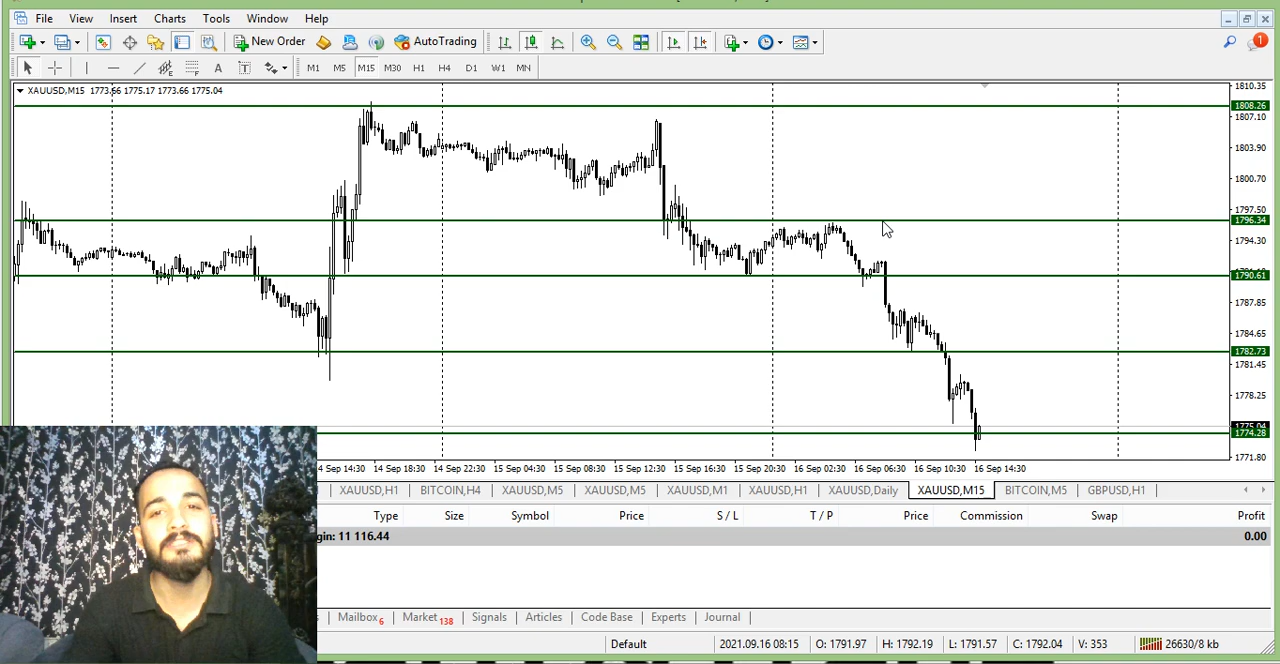 File View Insert Charts Tools Window Help
New Order AutoTrading
A T M1 M5 M15 M30 H1 H4 D1 W1 MN
XAUUSD,M15 1773.66 1775.17 1773.66 1775.04
1810.35
1808.26
1807.10
1803.90
1800.70
1797.50
1796.34
1794.30
1790.61
1787.85
1784.65
1782.73
1781.45
1778.25
1775.04
1774.28
1771.80
4 Sep 14:30 14 Sep 18:30 14 Sep 22:30 15 Sep 04:30 15 Sep 08:30 15 Sep 12:30 15 Sep 16:30 15 Sep 20:30 16 Sep 02:30 16 Sep 06:30 16 Sep 10:30 16 Sep 14:30
XAUUSD,H1 BITCOIN,H4 XAUUSD,M5 XAUUSD,M5 XAUUSD,M1 XAUUSD,H1 XAUUSD,Daily XAUUSD,M15 BITCOIN,M5 GBPUSD,H1
Type Size Symbol Price S / L T / P Price Commission Swap Profit
gin: 11 116.44 0.00
Mailbox 6 Market 138 Signals Articles Code Base Experts Journal
Default 2021.09.16 08:15 O: 1791.97 H: 1792.19 L: 1791.57 C: 1792.04 V: 353 26630/8 kb